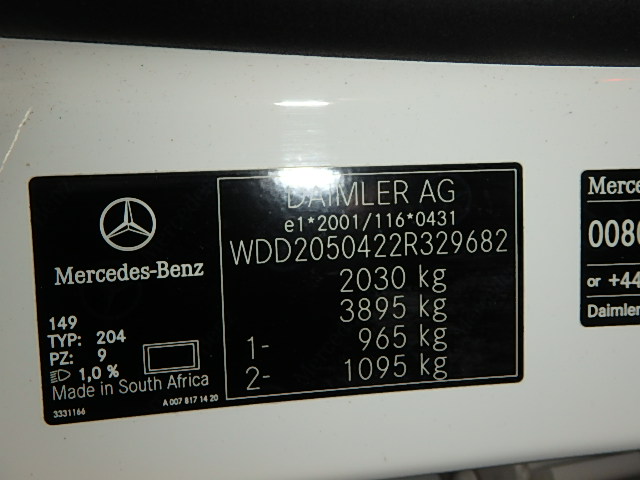 Mercedes-Benz
149
TYP: 204
PZ: 9
1,0 %
Made in South Africa
3331166
A 007 817 14 20
DAIMLER AG
e1*2001/116*0431
WDD2050422R329682
2030 kg
3895 kg
1- 965 kg
2- 1095 kg
Merce
008
or +44
Daimler